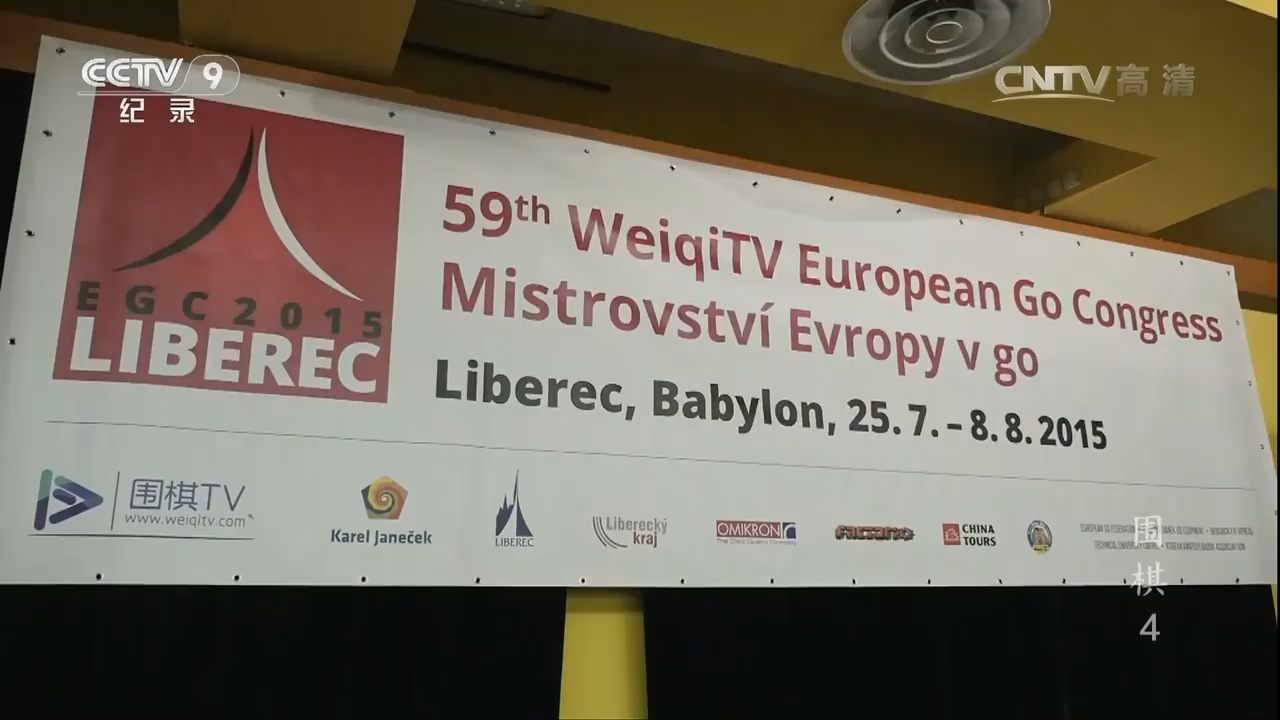 CCTV 9
纪录
CNTV高清
59th WeiqiTV European Go Congress
Mistrovství Evropy v go
Liberec, Babylon, 25. 7. – 8. 8. 2015
EGC2015
LIBEREC
围棋TV
www.weiqitv.com
Karel Janeček
LIBEREC
Liberecký
kraj
OMIKRON
CHINA
TOURS
围棋
4